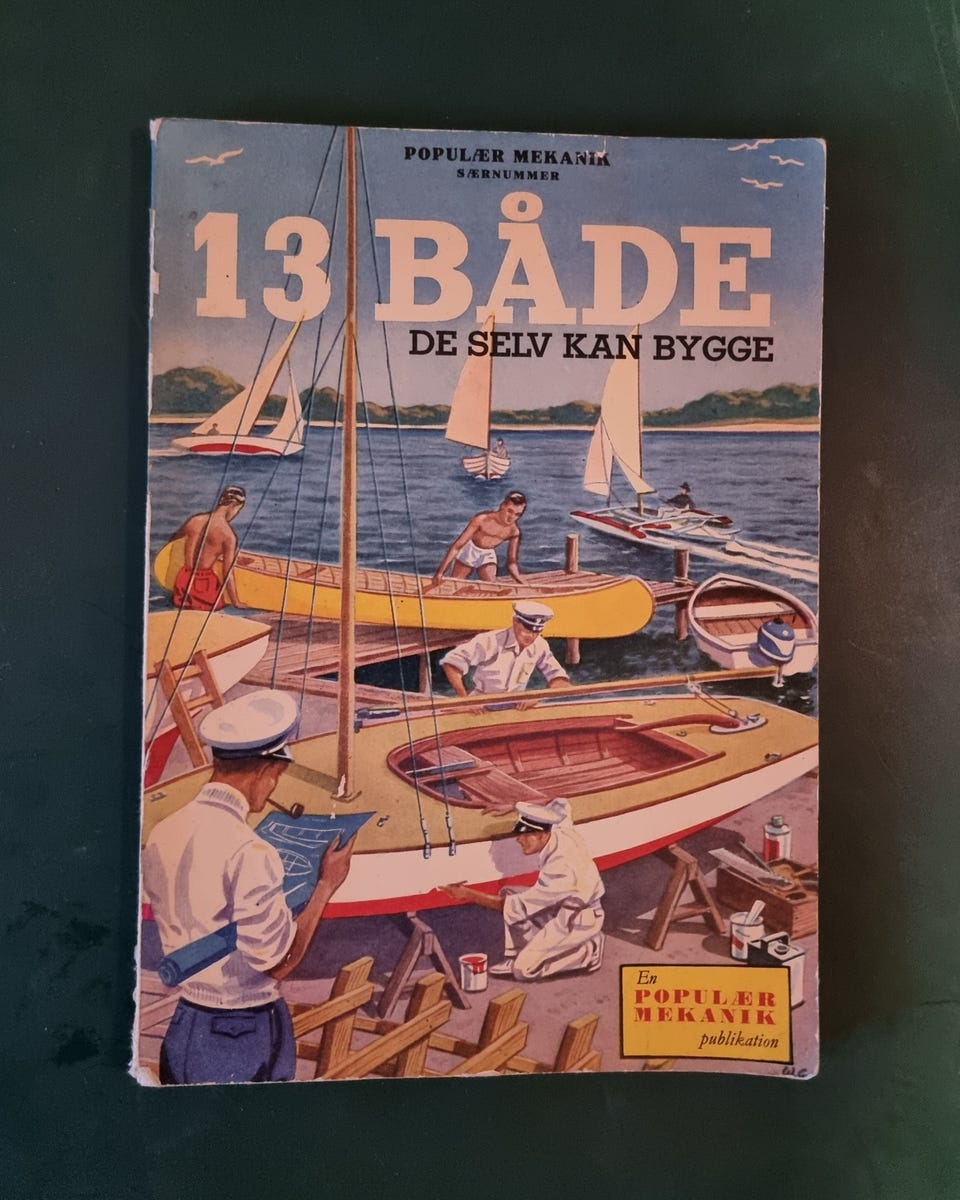 POPULÆR MEKANIK
SÆRNUMMER
13 BÅDE
DE SELV KAN BYGGE
En
POPULÆR
MEKANIK
publikation